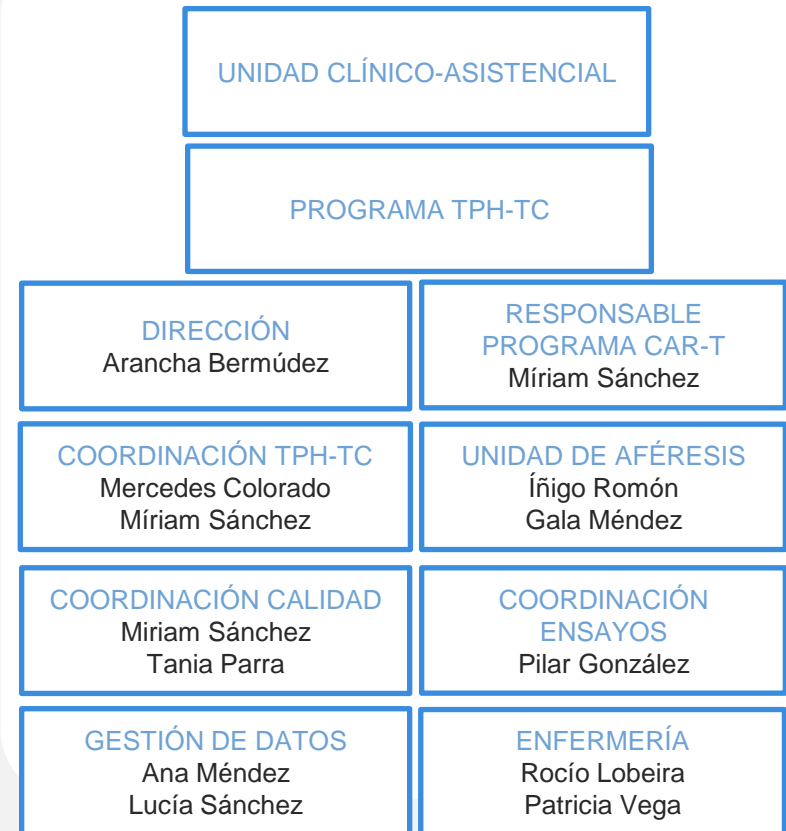 UNIDAD CLÍNICO-ASISTENCIAL
PROGRAMA TPH-TC
DIRECCIÓN
Arancha Bermúdez
RESPONSABLE
PROGRAMA CAR-T
Míriam Sánchez
COORDINACIÓN TPH-TC
Mercedes Colorado
Míriam Sánchez
UNIDAD DE AFÉRESIS
Íñigo Romón
Gala Méndez
COORDINACIÓN CALIDAD
Miriam Sánchez
Tania Parra
COORDINACIÓN
ENSAYOS
Pilar González
GESTIÓN DE DATOS
Ana Méndez
Lucía Sánchez
ENFERMERÍA
Rocío Lobeira
Patricia Vega